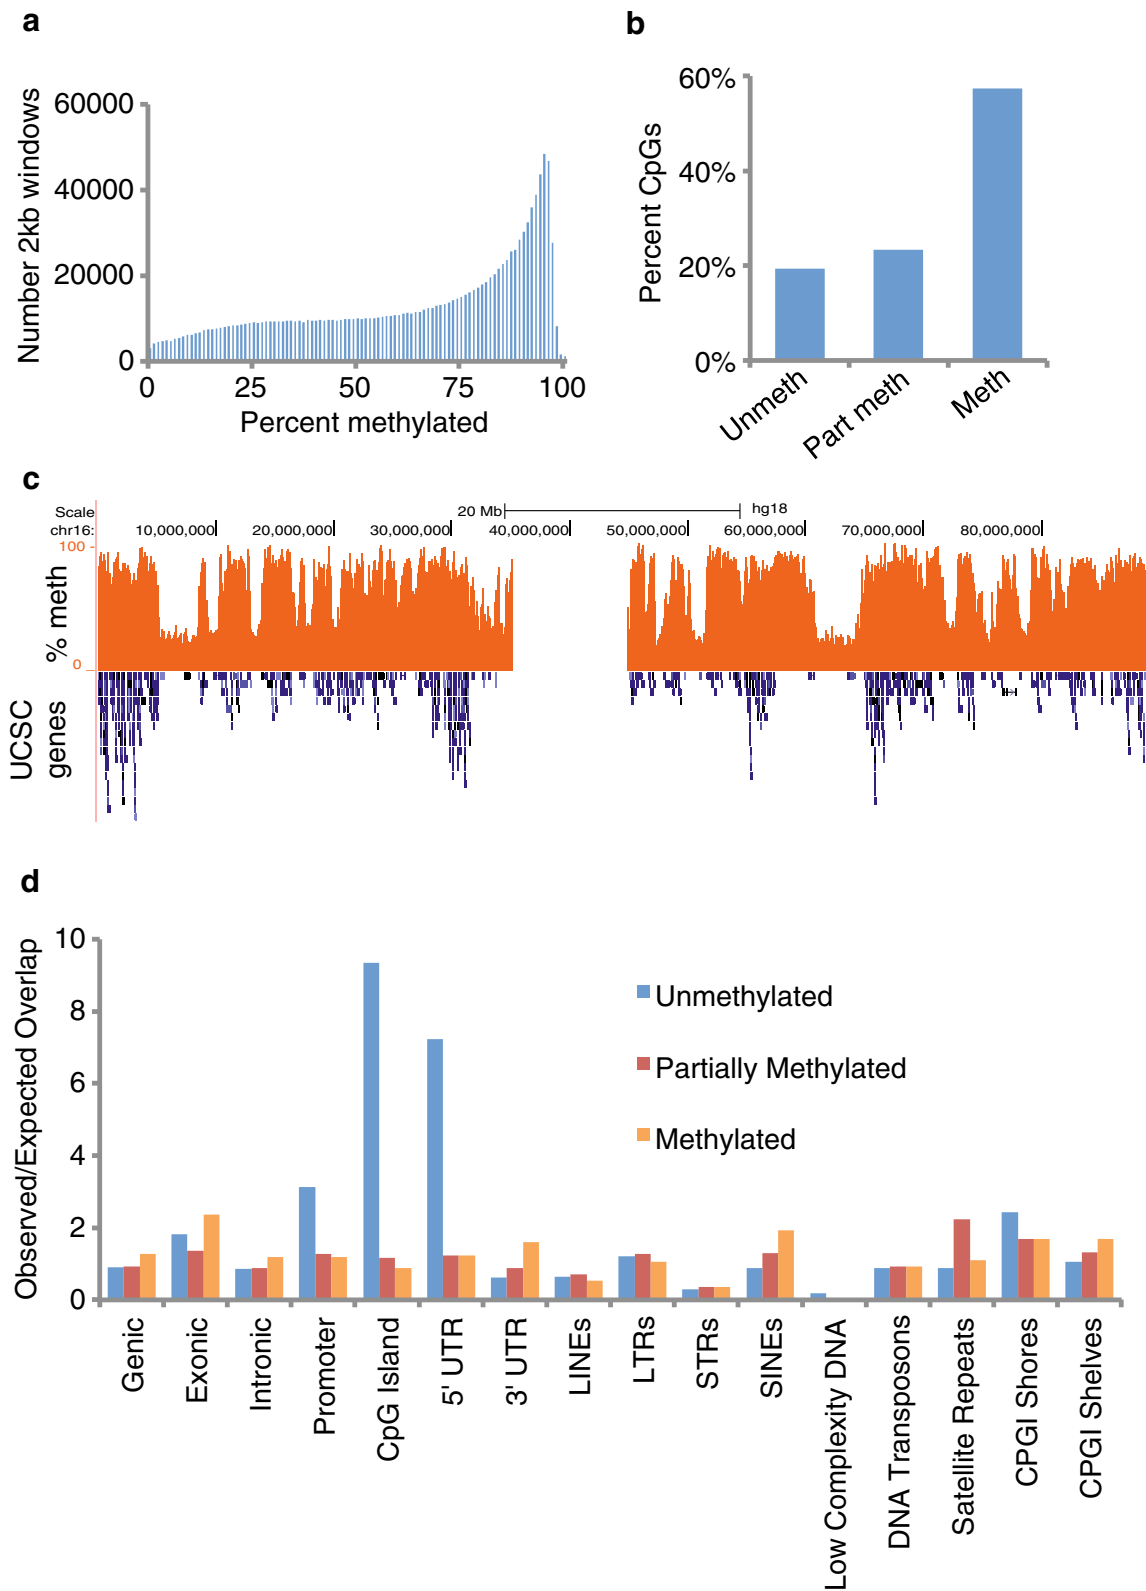 a
Number 2kb windows
60000
40000
20000
0
0 25 50 75 100
Percent methylated
b
Percent CpGs
60%
40%
20%
0%
Unmeth
Part meth
Meth
c
Scale
20 Mb
hg18
chr16:
10,000,000
20,000,000
30,000,000
40,000,000
50,000,000
60,000,000
70,000,000
80,000,000
100
% meth
0
UCSC
genes
d
Observed/Expected Overlap
10
8
6
4
2
0
Unmethylated
Partially Methylated
Methylated
Genic
Exonic
Intronic
Promoter
CpG Island
5' UTR
3' UTR
LINEs
LTRs
STRs
SINEs
Low Complexity DNA
DNA Transposons
Satellite Repeats
CPGI Shores
CPGI Shelves